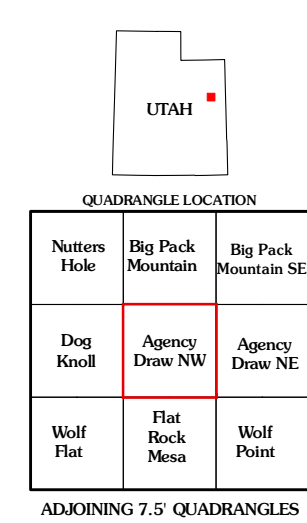 UTAH
QUADRANGLE LOCATION
Nutters
Hole
Big Pack
Mountain
Big Pack
Mountain SE
Dog
Knoll
Agency
Draw NW
Agency
Draw NE
Wolf
Flat
Flat
Rock
Mesa
Wolf
Point
ADJOINING 7.5' QUADRANGLES